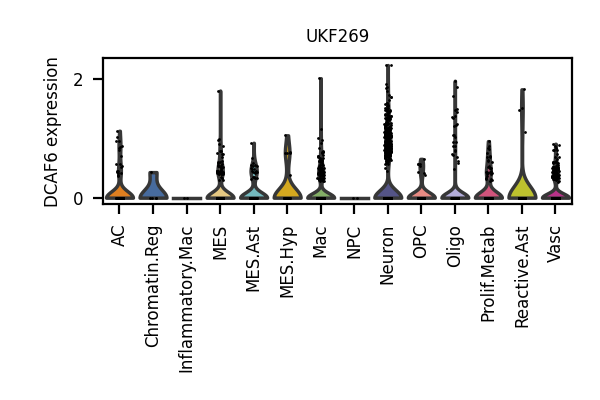 UKF269
DCAF6 expression
2
0
AC
Chromatin.Reg
Inflammatory.Mac
MES
MES.Ast
MES.Hyp
Mac
NPC
Neuron
OPC
Oligo
Prolif.Metab
Reactive.Ast
Vasc